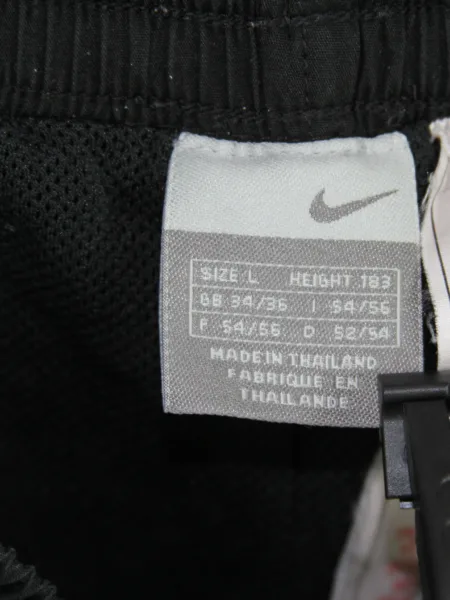 SIZE L HEIGHT 183
GB 34/36 I 54/56
F 54/56 D 52/54
MADE IN THAILAND
FABRIQUE EN
THAILANDE